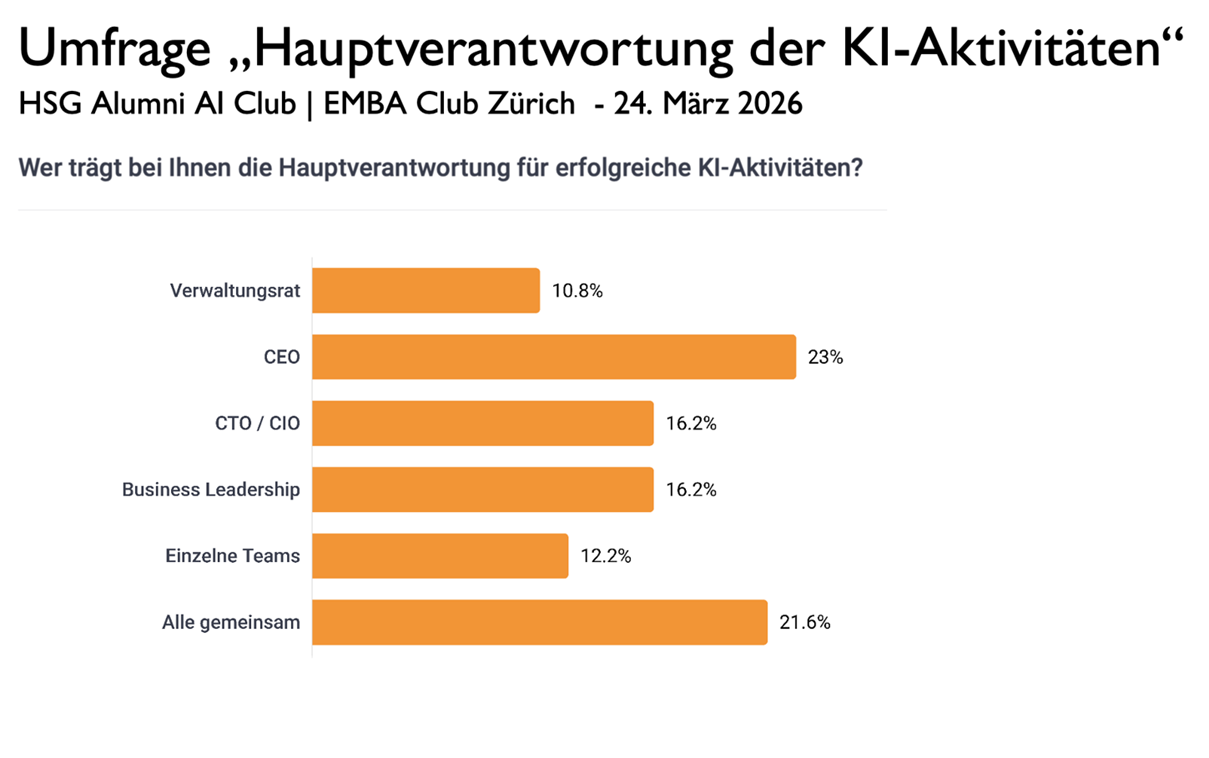 Umfrage „Hauptverantwortung der KI-Aktivitäten“
HSG Alumni AI Club | EMBA Club Zürich - 24. März 2026
Wer trägt bei Ihnen die Hauptverantwortung für erfolgreiche KI-Aktivitäten?
Verwaltungsrat 10.8%
CEO 23%
CTO / CIO 16.2%
Business Leadership 16.2%
Einzelne Teams 12.2%
Alle gemeinsam 21.6%